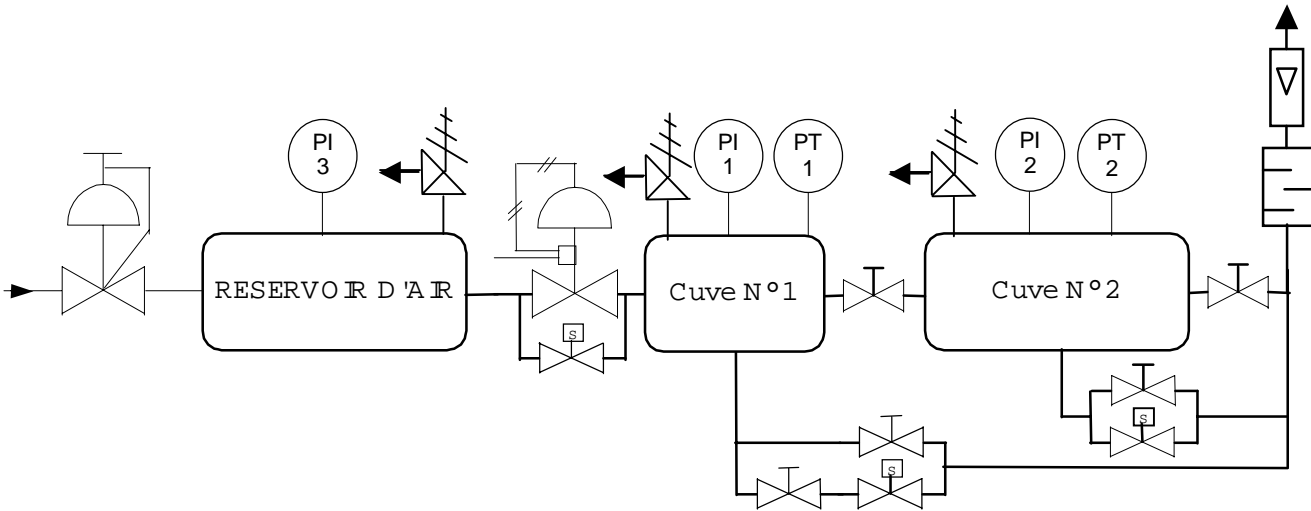 PI
3
PI
1
PT
1
PI
2
PT
2
RESERVOIR D'AIR
Cuve N°1
Cuve N°2
S
S
S